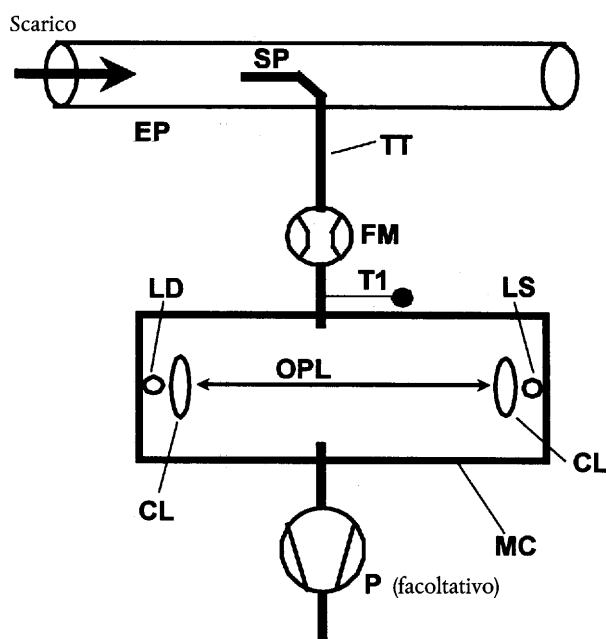 Scarico
SP
EP
TT
FM
T1
LD
LS
OPL
CL
CL
MC
P (facoltativo)